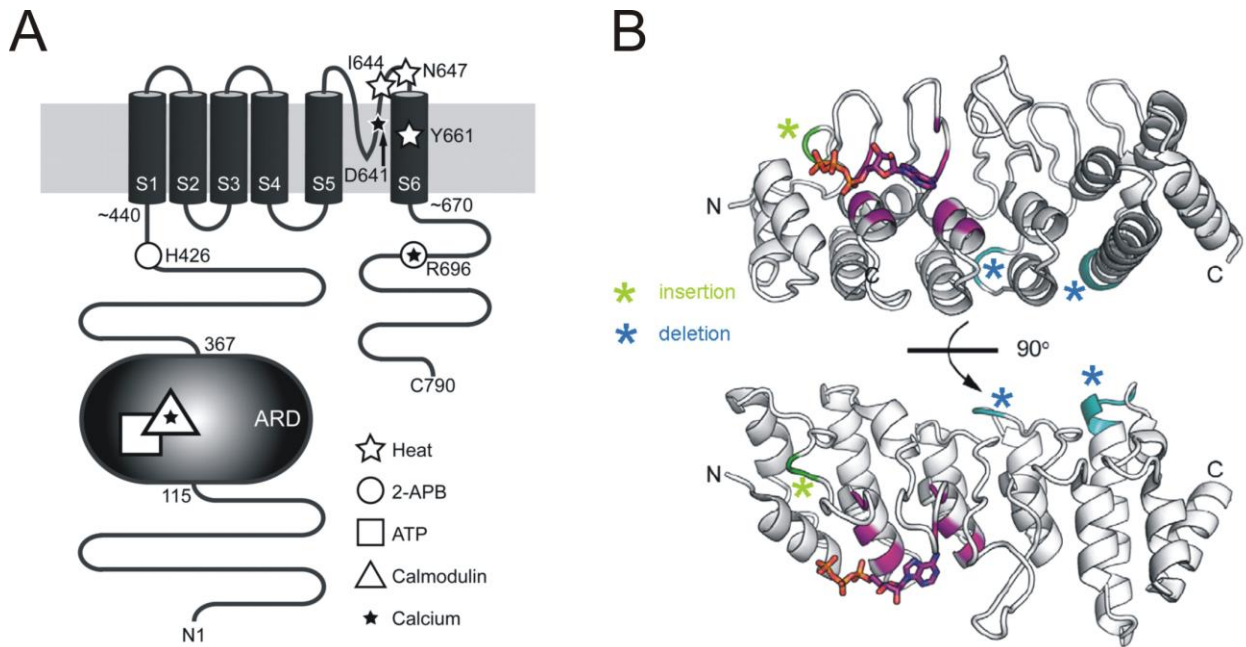 A
I644
N647
Y661
D641
S1 S2 S3 S4 S5 S6
~440
~670
H426
R696
367
C790
ARD
115
N1
Heat
2-APB
ATP
Calmodulin
Calcium
B
* insertion
* deletion
*
N
C
*
*
C
90°
*
*
N
*
C